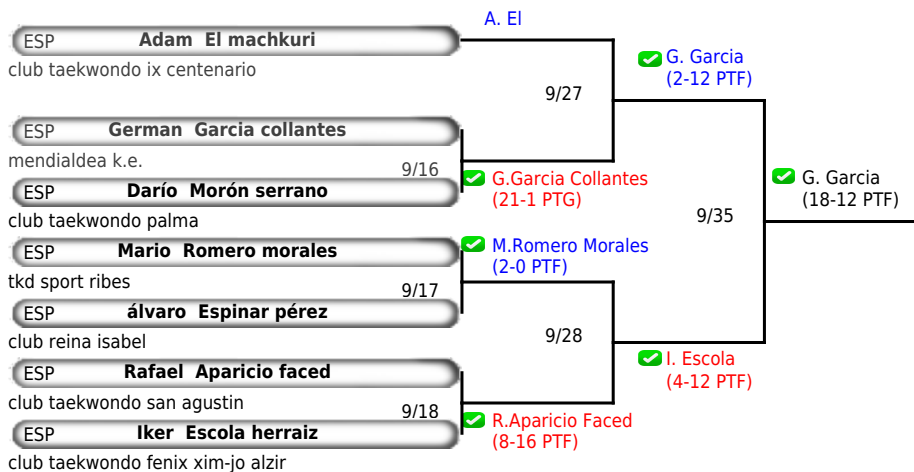 A. El
ESP Adam El machkuri
club taekwondo ix centenario
G. Garcia
(2-12 PTF)
9/27
ESP German Garcia collantes
mendialdea k.e.
9/16
G.Garcia Collantes
(21-1 PTG)
G. Garcia
(18-12 PTF)
ESP Darío Morón serrano
club taekwondo palma
9/35
ESP Mario Romero morales
M.Romero Morales
(2-0 PTF)
tkd sport ribes
9/17
ESP álvaro Espinar pérez
club reina isabel
9/28
I. Escola
(4-12 PTF)
ESP Rafael Aparicio faced
club taekwondo san agustin
9/18
R.Aparicio Faced
(8-16 PTF)
ESP Iker Escola herraiz
club taekwondo fenix xim-jo alzir